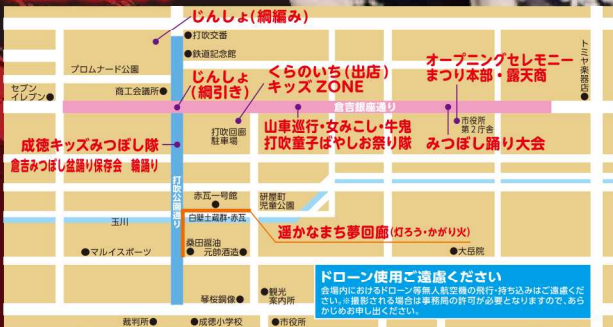 じんしょ(綱編み)
●打吹交番
●鉄道記念館
プロムナード公園
セブン
イレブン●
商工会議所●
じんしょ
(綱引き)
くらのいち(出店)
キッズZONE
オープニングセレモニー
まつり本部・露天商
トミヤ楽器店●
倉吉銀座通り
成徳キッズみつぼし隊
倉吉みつぼし盆踊り保存会 輪踊り
打吹回廊
駐車場
山車巡行・女みこし・牛鬼
打吹童子ばやしお祭り隊
●市役所
第2庁舎
みつぼし踊り大会
打吹公園通り
赤瓦一号館
研屋町
児童公園
白壁土蔵群・赤瓦
玉川
遥かなまち夢回廊(灯ろう・かがり火)
●マルイスポーツ
桑田醤油
元帥酒造●
●大岳院
ドローン使用ご遠慮ください
会場内におけるドローン等無人航空機の飛行・持ち込みはご遠慮くだ
さい。※撮影される場合は事務局の許可が必要となりますので、あら
かじめお申し出ください。
琴桜銅像●
●観光
案内所
裁判所●
●成徳小学校
●市役所